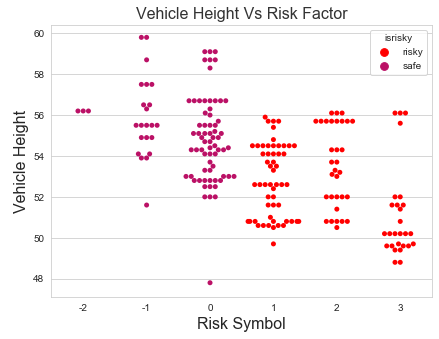 Vehicle Height Vs Risk Factor
isrisky
risky
safe
Vehicle Height
60
58
56
54
52
50
48
-2 -1 0 1 2 3
Risk Symbol